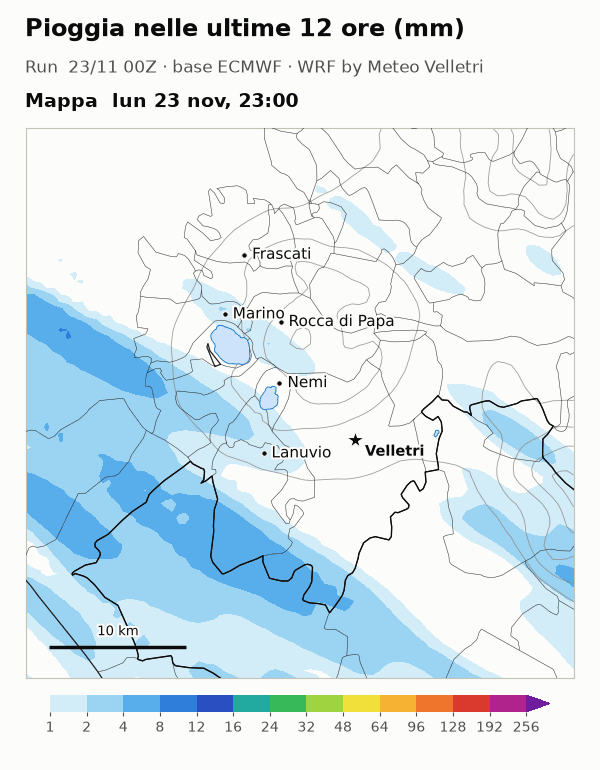 Pioggia nelle ultime 12 ore (mm)
Run  23/11 00Z · base ECMWF · WRF by Meteo Velletri
Mappa  lun 23 nov, 23:00
Frascati
Marino
Rocca di Papa
Nemi
Velletri
Lanuvio
10 km
1 2 4 8 12 16 24 32 48 64 96 128 192 256